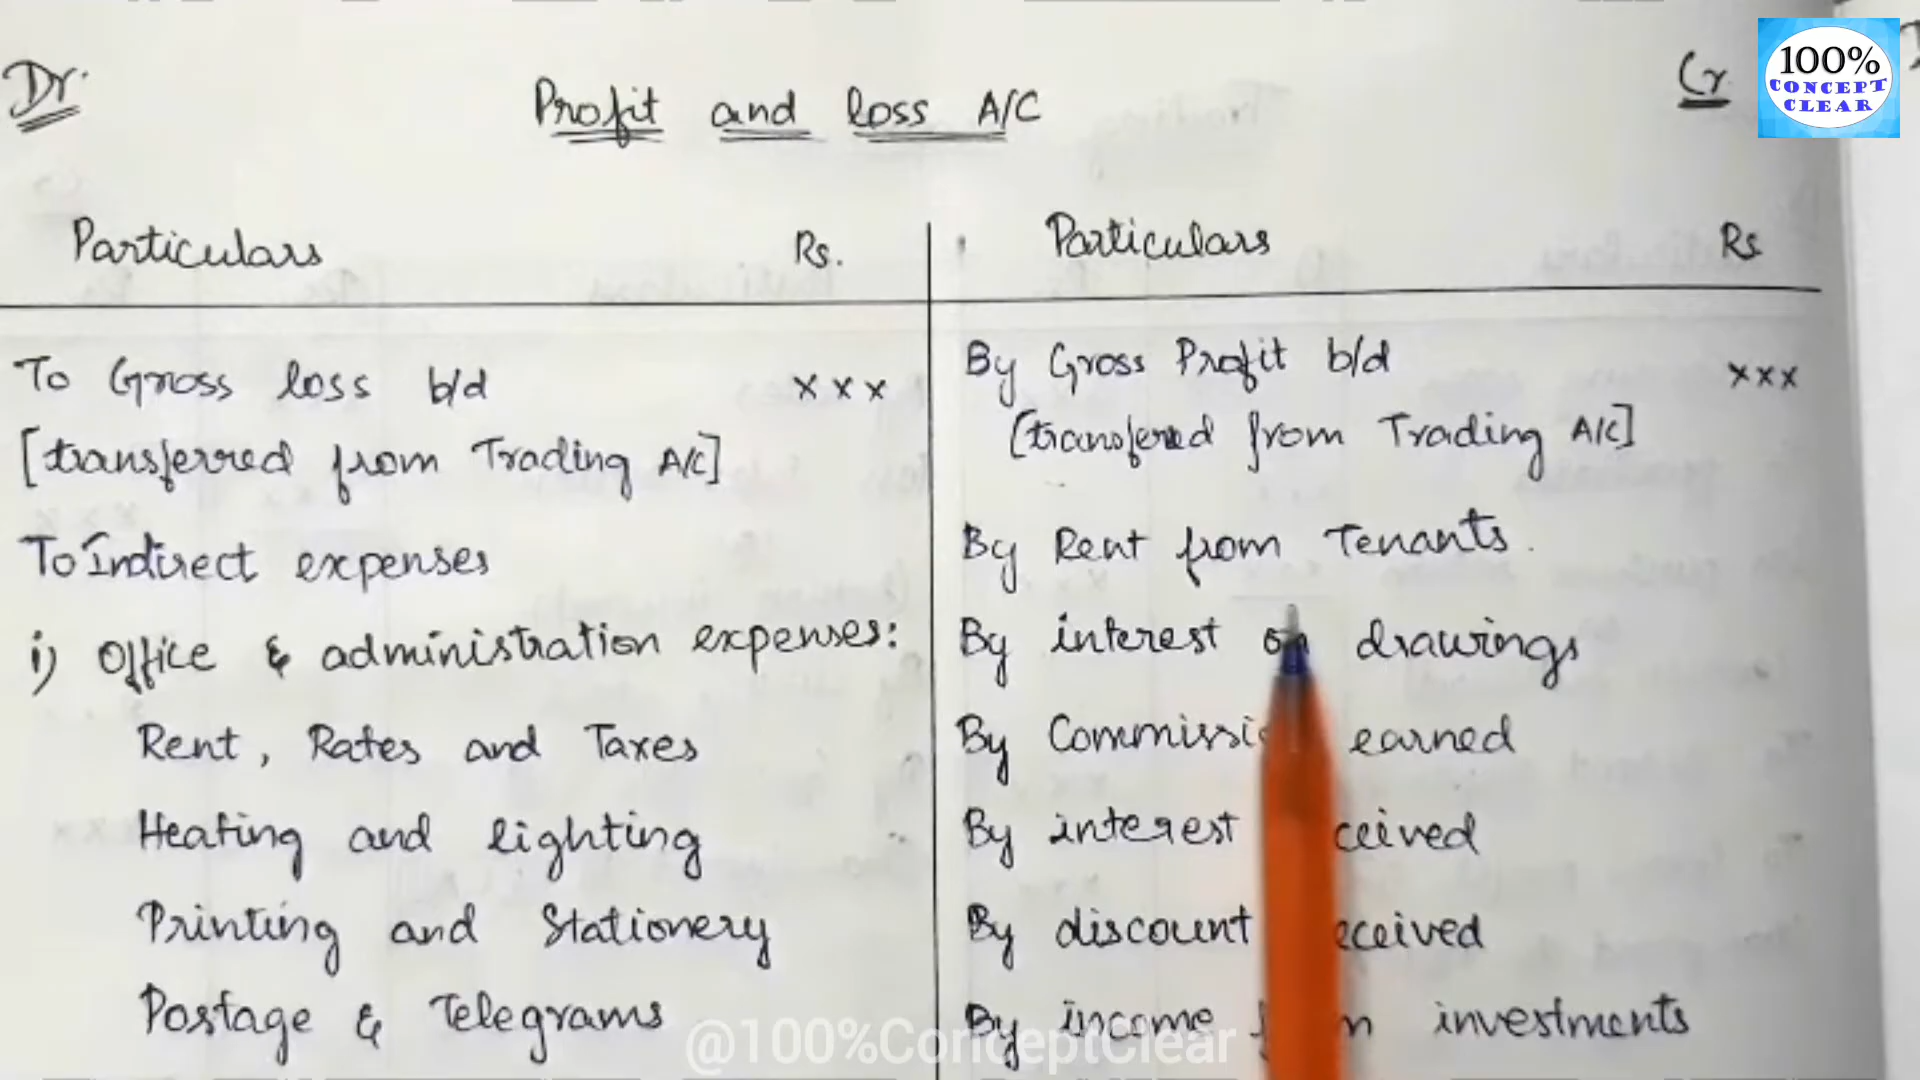 Dr.
Profit and loss A/C
Cr
100%
CONCEPT
CLEAR
Particulars Rs.
To Gross loss b/d xxx
[transferred from Trading A/C]
To Indirect expenses
i) Office & administration expenses:
Rent, Rates and Taxes
Heating and lighting
Printing and Stationery
Postage & Telegrams
Particulars Rs
By Gross Profit b/d xxx
[transferred from Trading A/C]
By Rent from Tenants.
By interest on drawings
By earned
By interest
By discount
By income investments
@100%ConceptClear